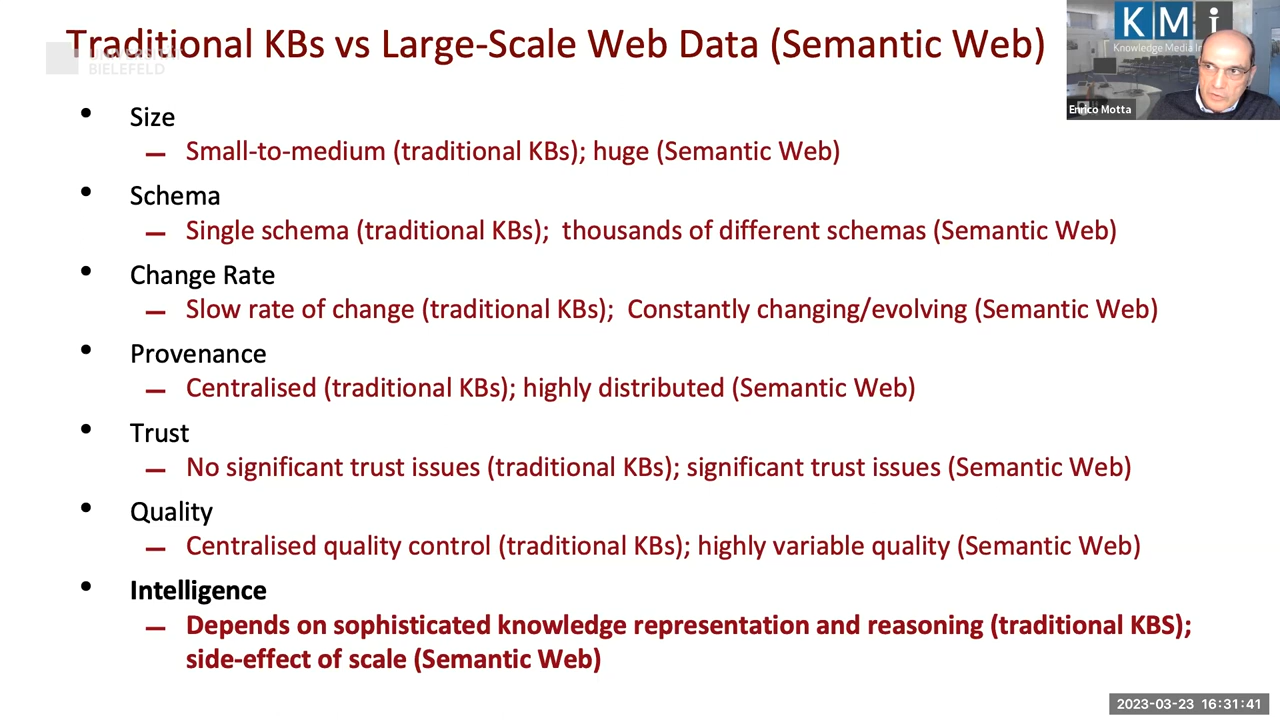 Traditional KBs vs Large-Scale Web Data (Semantic Web)
UNIVERSITÄT
BIELEFELD
KMi
Knowledge Media In
Enrico Motta
• Size
— Small-to-medium (traditional KBs); huge (Semantic Web)
• Schema
— Single schema (traditional KBs); thousands of different schemas (Semantic Web)
• Change Rate
— Slow rate of change (traditional KBs); Constantly changing/evolving (Semantic Web)
• Provenance
— Centralised (traditional KBs); highly distributed (Semantic Web)
• Trust
— No significant trust issues (traditional KBs); significant trust issues (Semantic Web)
• Quality
— Centralised quality control (traditional KBs); highly variable quality (Semantic Web)
• Intelligence
— Depends on sophisticated knowledge representation and reasoning (traditional KBS);
side-effect of scale (Semantic Web)
2023-03-23 16:31:41